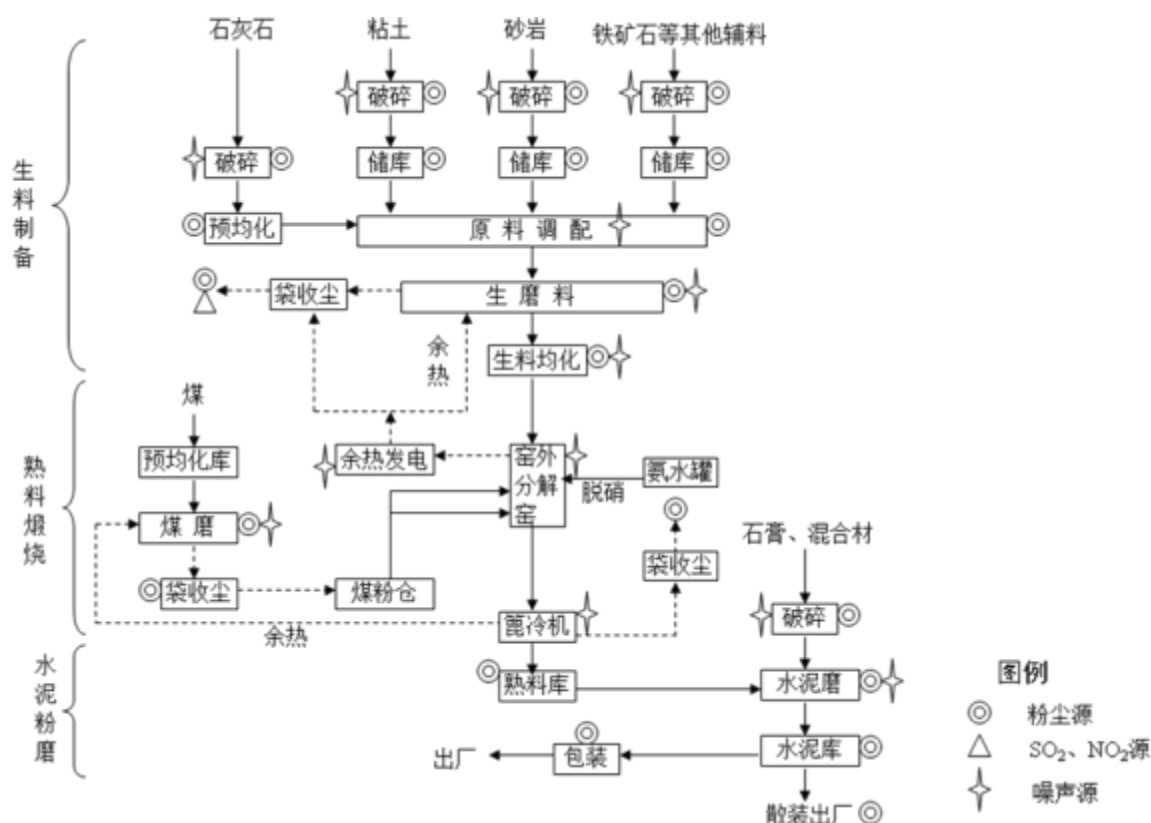 石灰石
粘土
砂岩
铁矿石等其他辅料
破碎
破碎
破碎
生料制备
破碎
储库
储库
储库
预均化
原料调配
袋收尘
生磨料
余热
生料均化
熟料煅烧
煤
预均化库
余热发电
窑外分解窑
氨水罐
脱硝
煤磨
石膏、混合材
袋收尘
袋收尘
煤粉仓
余热
篦冷机
破碎
水泥粉磨
熟料库
水泥磨
出厂
包装
水泥库
散装出厂
图例
粉尘源
SO₂、NO₂源
噪声源